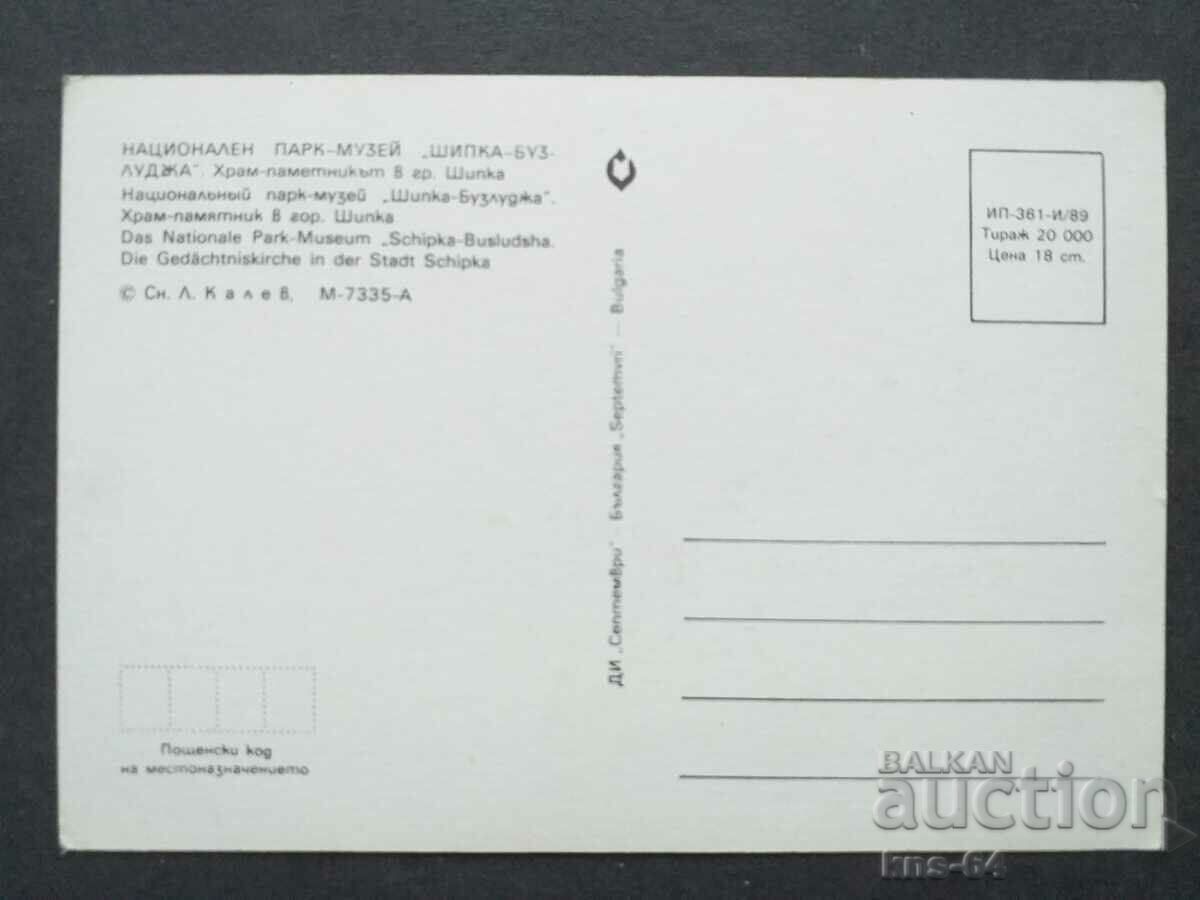 НАЦИОНАЛЕН ПАРК-МУЗЕЙ „ШИПКА-БУЗ-
ЛУДЖА". Храм-паметникът в гр. Шипка
Национальный парк-музей „Шипка-Бузлуджа".
Храм-памятник в гор. Шипка
Das Nationale Park-Museum „Schipka-Busludsha.
Die Gedächtniskirche in der Stadt Schipka
© Сн. Л. Калев, М-7335-А
ДИ „Септември" — България „Septemvri" — Bulgaria
ИП-361-И/89
Тираж 20 000
Цена 18 ст.
Пощенски код
на местоназначението
BALKAN
auction
kns-64